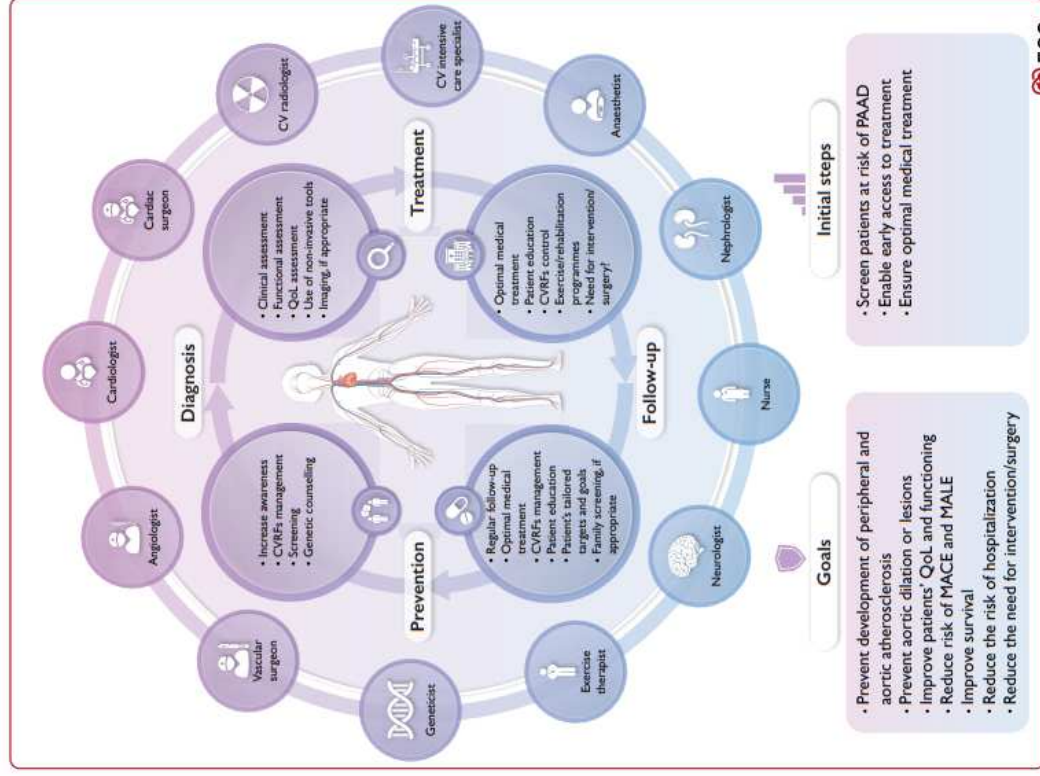 Cardiologist
Cardiac
surgeon
CV radiologist
CV intensive
care specialist
Anaesthetist
Nephrologist
Nurse
Neurologist
Exercise
therapist
Geneticist
Vascular
surgeon
Angiologist
Diagnosis
• Clinical assessment
• Functional assessment
• QoL assessment
• Use of non-invasive tools
• Imaging, if appropriate
Treatment
• Optimal medical
treatment
• Patient education
• CVRFs control
• Exercise/rehabilitation
programmes
• Need for intervention/
surgery?
Follow-up
• Regular follow-up
• Optimal medical
treatment
• CVRFs management
• Patient education
• Patient's tailored
targets and goals
• Family screening, if
appropriate
Prevention
• Increase awareness
• CVRFs management
• Screening
• Genetic counselling
Goals
• Prevent development of peripheral and
aortic atherosclerosis
• Prevent aortic dilation or lesions
• Improve patients' QoL and functioning
• Reduce risk of MACE and MALE
• Improve survival
• Reduce the risk of hospitalization
• Reduce the need for intervention/surgery
Initial steps
• Screen patients at risk of PAAD
• Enable early access to treatment
• Ensure optimal medical treatment